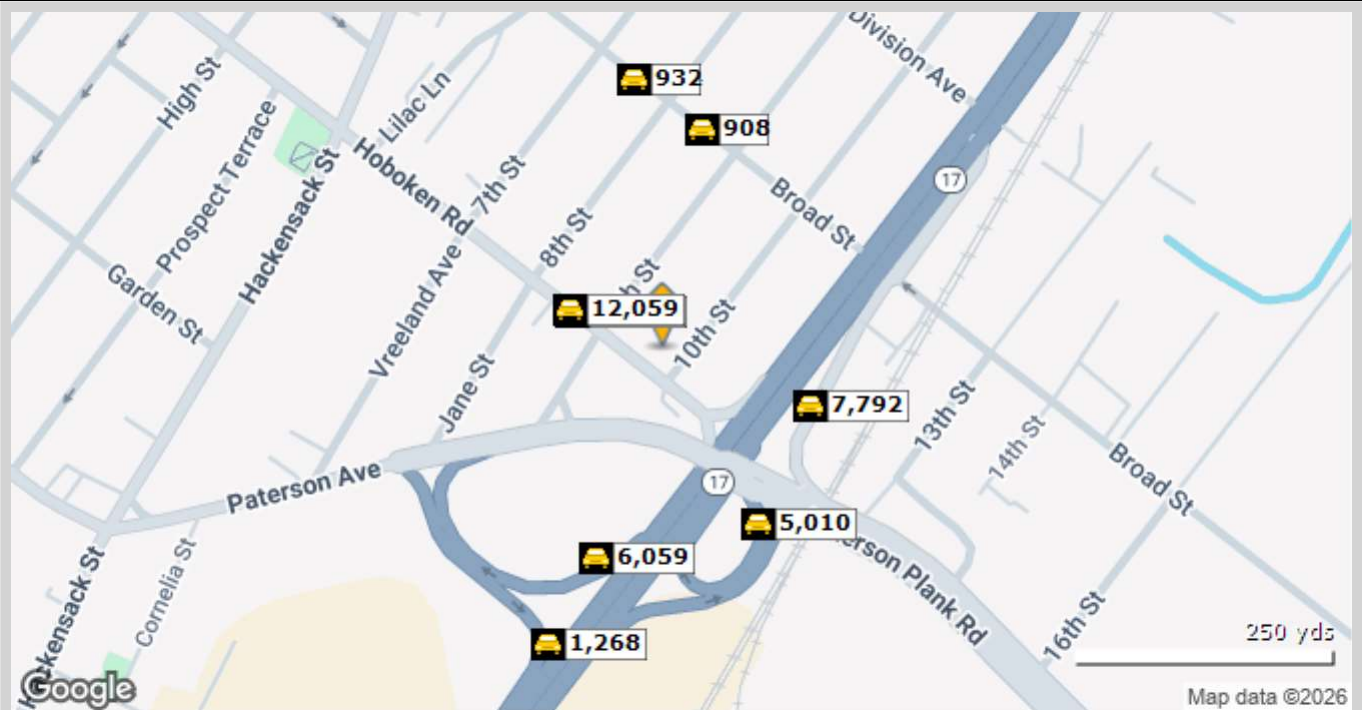 Division Ave
High St
Lilac Ln
932
908
Prospect Terrace
Hackensack St
Hoboken Rd
7th St
8th St
17
Broad St
Garden St
Vreeland Ave
h St
12,059
10th St
Jane St
7,792
13th St
14th St
Broad St
Paterson Ave
17
5,010
erson Plank Rd
6,059
Cornelia St
Hackensack St
1,268
16th St
250 yds
Google
Map data ©2026